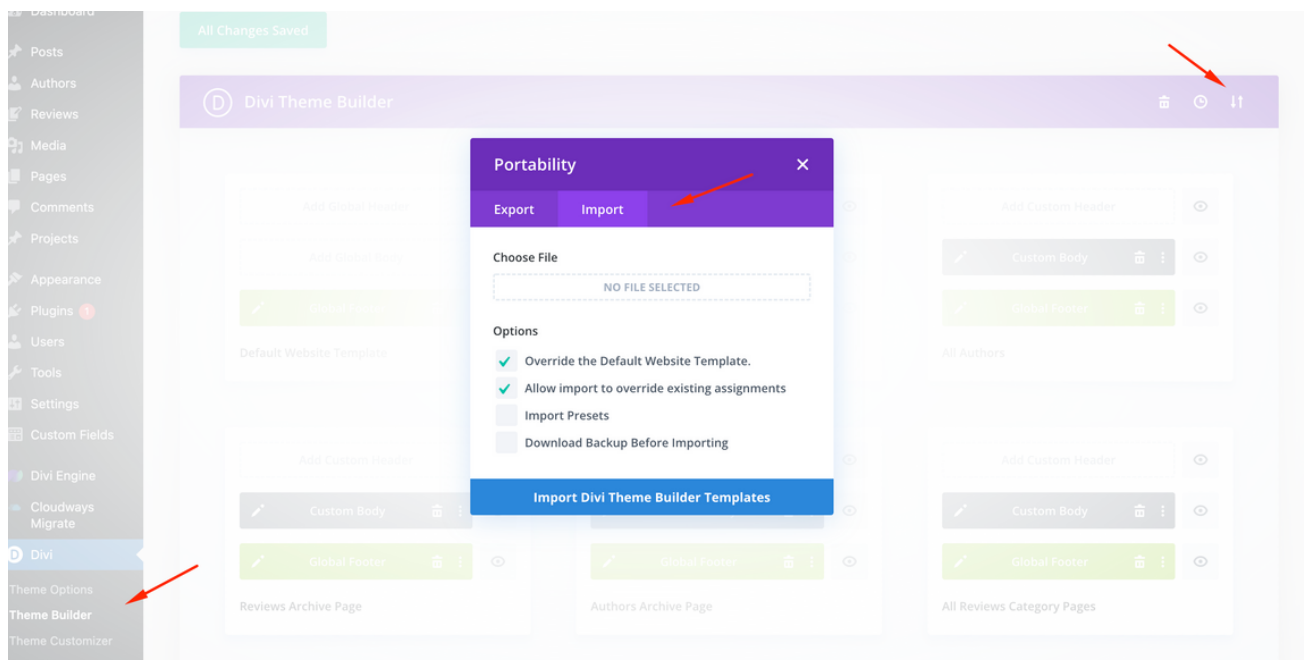 Dashboard
All Changes Saved
Posts
Authors
Reviews
Media
Pages
Comments
Projects
Appearance
Plugins 1
Users
Tools
Settings
Custom Fields
Divi Engine
Cloudways
Migrate
D Divi
Theme Options
Theme Builder
Theme Customizer
D Divi Theme Builder
Add Global Header
Default Website Template
Add Custom Header
Custom Body
Global Footer
All Authors
Portability
Export Import
Choose File
NO FILE SELECTED
Options
Override the Default Website Template.
Allow import to override existing assignments
Import Presets
Download Backup Before Importing
Import Divi Theme Builder Templates
Add Custom Header
Custom Body
Global Footer
Reviews Archive Page
Global Footer
Authors Archive Page
Add Custom Header
Custom Body
Global Footer
All Reviews Category Pages